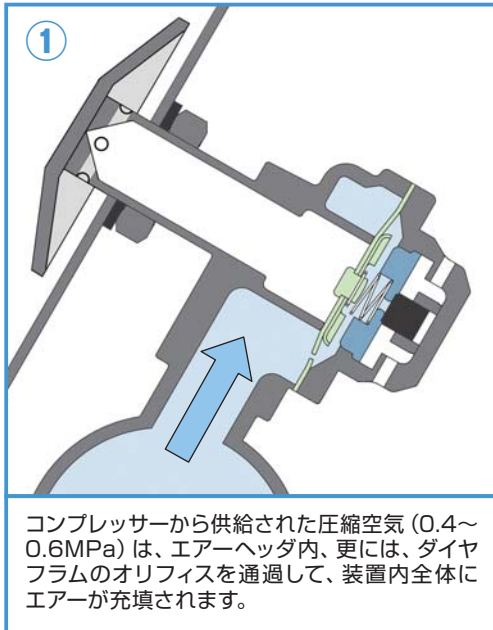 ①
コンプレッサーから供給された圧縮空気（0.4～
0.6MPa）は、エアーヘッダ内、更には、ダイヤ
フラムのオリフィスを通過して、装置内全体に
エアーが充填されます。